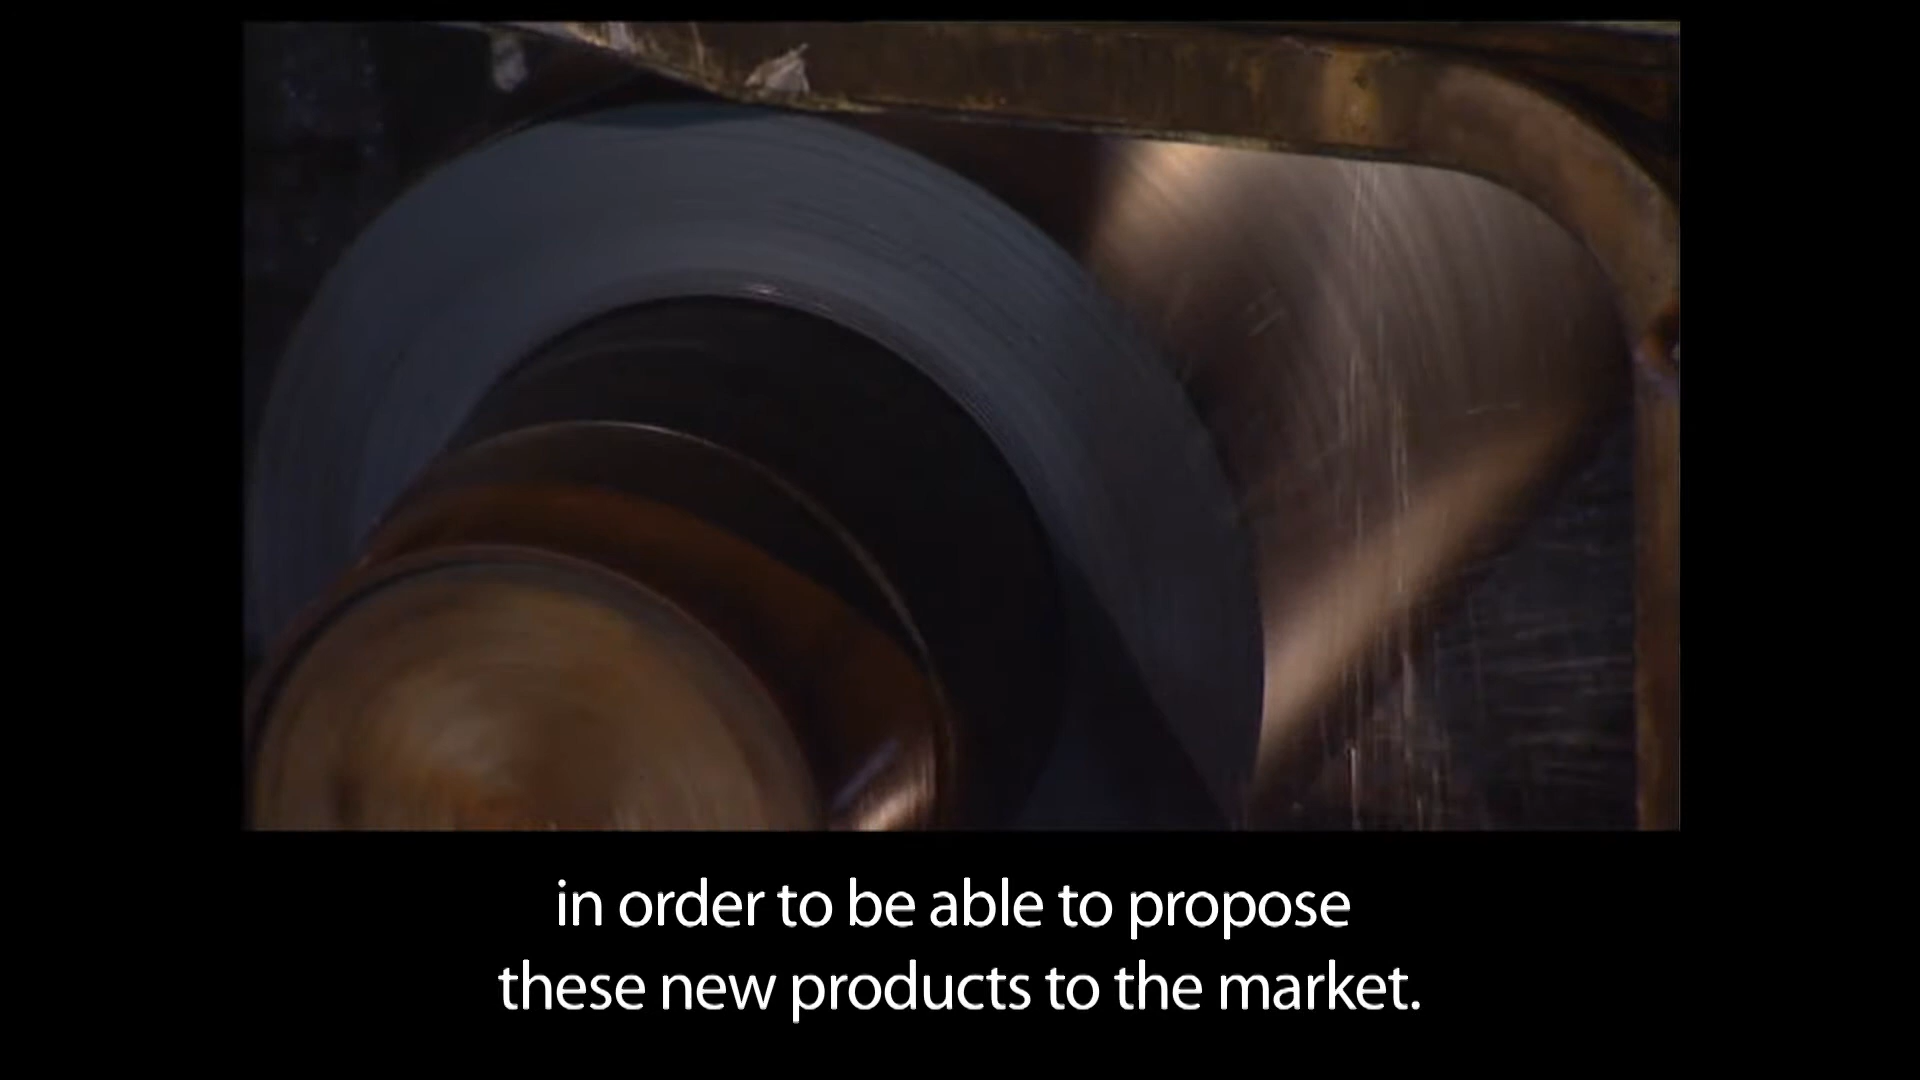 in order to be able to propose
these new products to the market.